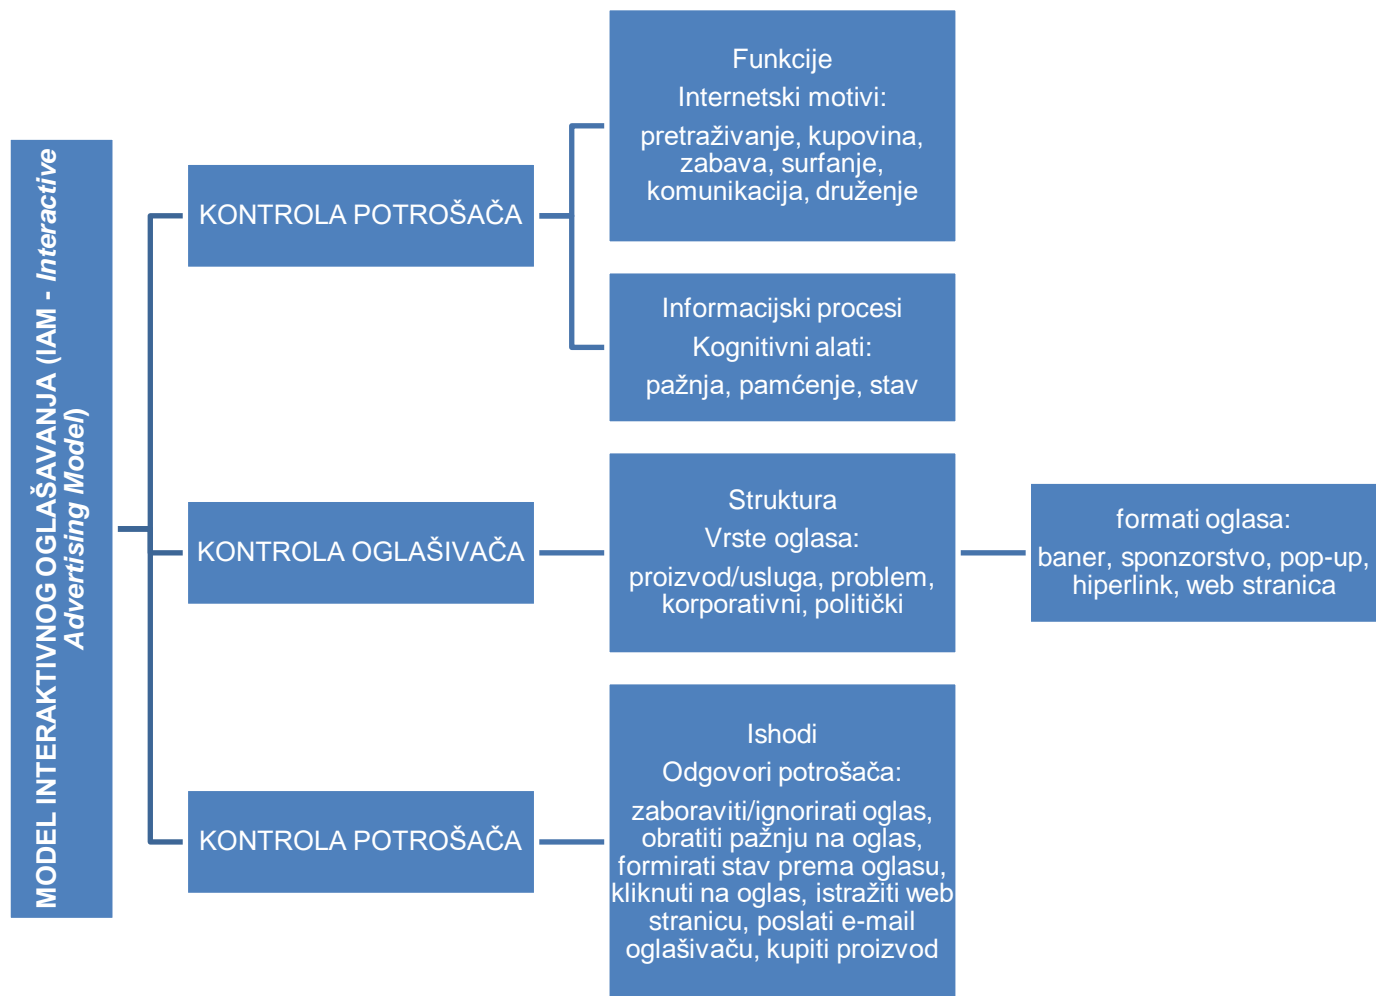 MODEL INTERAKTIVNOG OGLAŠAVANJA (IAM - Interactive
Advertising Model)
KONTROLA POTROŠAČA
Funkcije
Internetski motivi:
pretraživanje, kupovina,
zabava, surfanje,
komunikacija, druženje
Informacijski procesi
Kognitivni alati:
pažnja, pamćenje, stav
KONTROLA OGLAŠIVAČA
Struktura
Vrste oglasa:
proizvod/usluga, problem,
korporativni, politički
formati oglasa:
baner, sponzorstvo, pop-up,
hiperlink, web stranica
KONTROLA POTROŠAČA
Ishodi
Odgovori potrošača:
zaboraviti/ignorirati oglas,
obratiti pažnju na oglas,
formirati stav prema oglasu,
kliknuti na oglas, istražiti web
stranicu, poslati e-mail
oglašivaču, kupiti proizvod